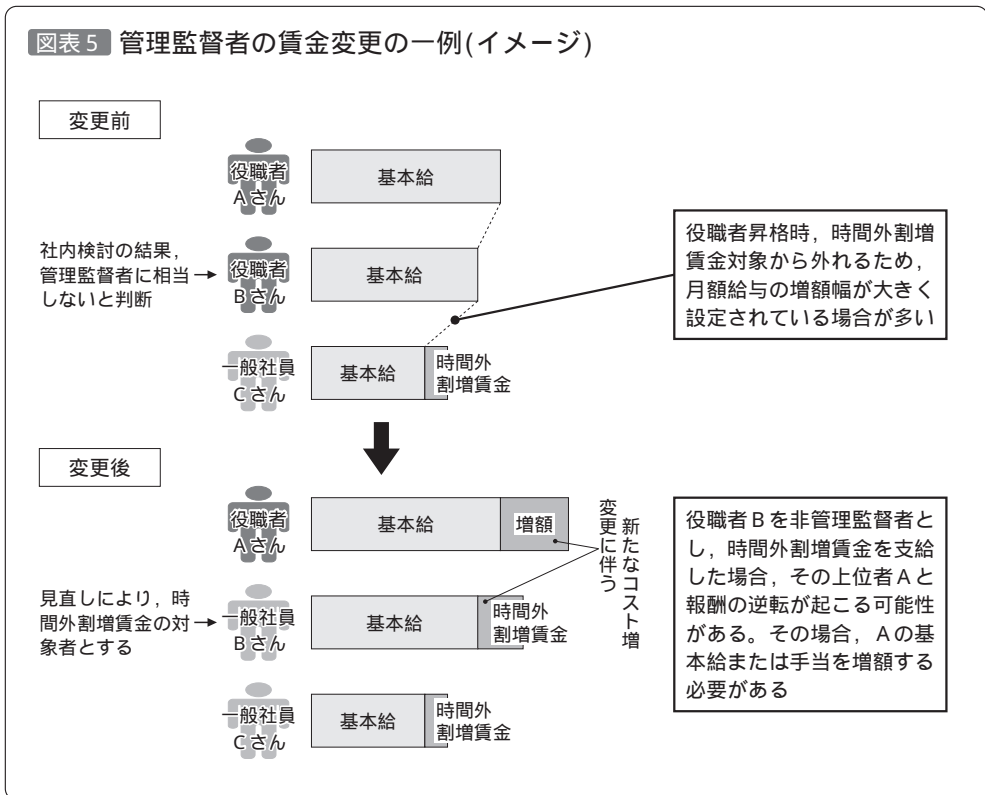 図表5 管理監督者の賃金変更の一例(イメージ)
変更前
役職者
Aさん
基本給
社内検討の結果,
管理監督者に相当
しないと判断
役職者
Bさん
基本給
一般社員
Cさん
基本給
時間外
割増賃金
役職者昇格時,時間外割増
賃金対象から外れるため,
月額給与の増額幅が大きく
設定されている場合が多い
変更後
役職者
Aさん
基本給
増額
見直しにより,時
間外割増賃金の対
象者とする
一般社員
Bさん
基本給
時間外
割増賃金
変更に伴う
新たなコスト増
一般社員
Cさん
基本給
時間外
割増賃金
役職者Bを非管理監督者と
し,時間外割増賃金を支給
した場合,その上位者Aと
報酬の逆転が起こる可能性
がある。その場合,Aの基
本給または手当を増額する
必要がある